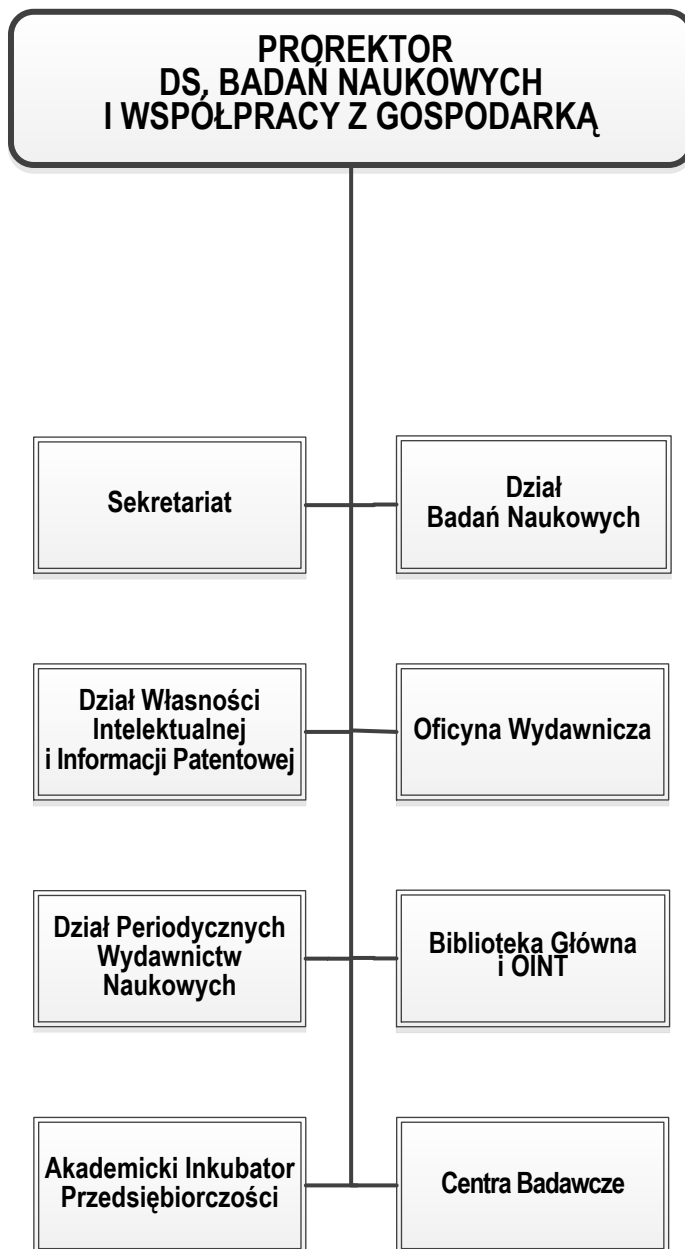 PROREKTOR
DS, BADAŃ NAUKOWYCH
I WSPÓŁPRACY Z GOSPODARKĄ
Sekretariat
Dział
Badań Naukowych
Dział Własności
Intelektualnej
i Informacji Patentowej
Oficyna Wydawnicza
Dział Periodycznych
Wydawnictw
Naukowych
Biblioteka Główna
i OINT
Akademicki Inkubator
Przedsiębiorczości
Centra Badawcze